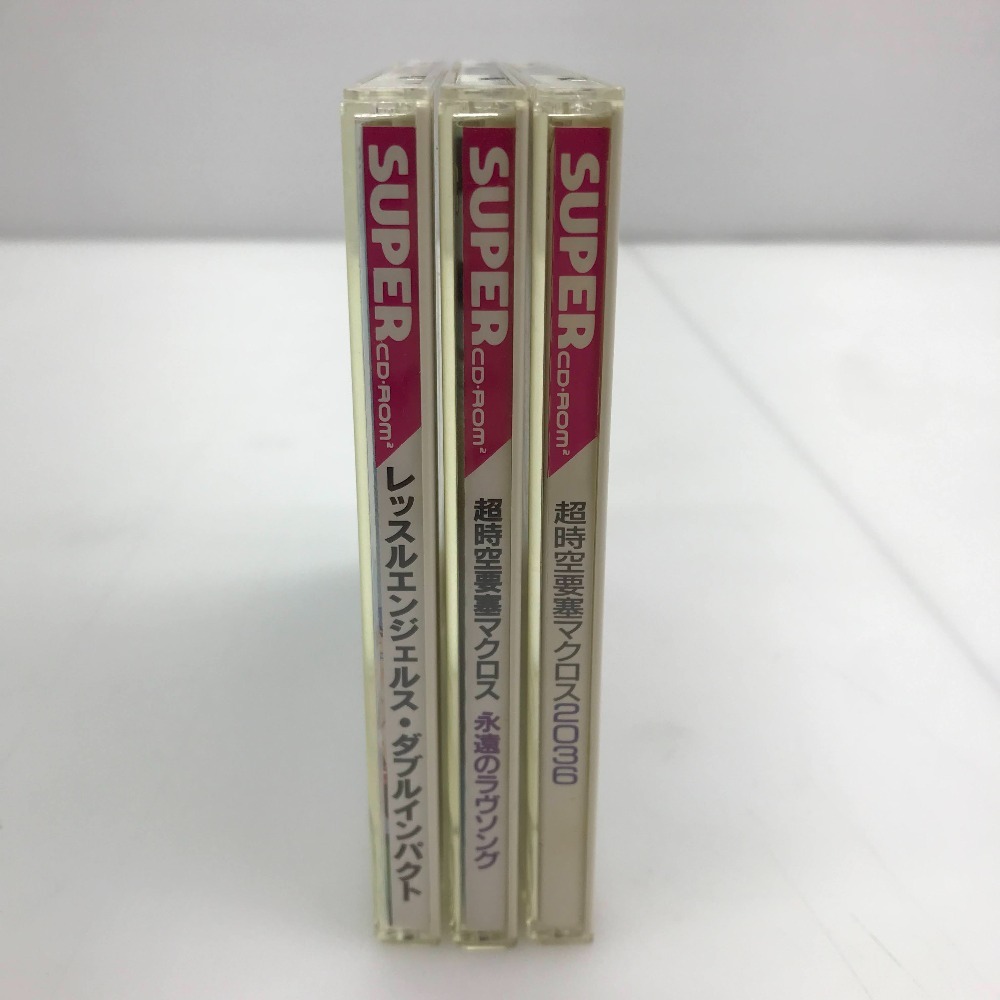 SUPER CD・ROM²
レッスルエンジェルス・ダブルインパクト
SUPER CD・ROM²
超時空要塞マクロス 永遠のラヴソング
SUPER CD・ROM²
超時空要塞マクロス2036